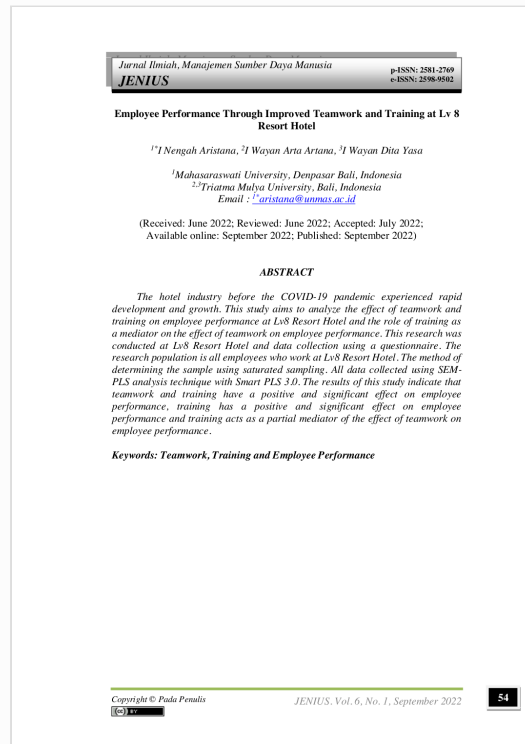 Jurnal Ilmiah, Manajemen Sumber Daya Manusia
JENIUS
p-ISSN: 2581-2769
e-ISSN: 2598-9502
Employee Performance Through Improved Teamwork and Training at Lv 8
Resort Hotel
1*I Nengah Aristana, 2I Wayan Arta Artana, 3I Wayan Dita Yasa
1Mahasaraswati University, Denpasar Bali, Indonesia
2,3Triatma Mulya University, Bali, Indonesia
Email : 1*aristana@unmas.ac.id
(Received: June 2022; Reviewed: June 2022; Accepted: July 2022;
Available online: September 2022; Published: September 2022)
ABSTRACT
The hotel industry before the COVID-19 pandemic experienced rapid
development and growth. This study aims to analyze the effect of teamwork and
training on employee performance at Lv8 Resort Hotel and the role of training as
a mediator on the effect of teamwork on employee performance. This research was
conducted at Lv8 Resort Hotel and data collection using a questionnaire. The
research population is all employees who work at Lv8 Resort Hotel. The method of
determining the sample using saturated sampling. All data collected using SEM-
PLS analysis technique with Smart PLS 3.0. The results of this study indicate that
teamwork and training have a positive and significant effect on employee
performance, training has a positive and significant effect on employee
performance and training acts as a partial mediator of the effect of teamwork on
employee performance.
Keywords: Teamwork, Training and Employee Performance
Copyright © Pada Penulis
JENIUS. Vol. 6, No. 1, September 2022
54
(cc) BY